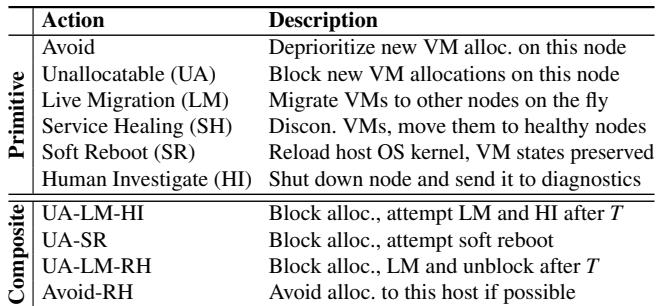 Action Description
Primitive
Avoid Deprioritize new VM alloc. on this node
Unallocatable (UA) Block new VM allocations on this node
Live Migration (LM) Migrate VMs to other nodes on the fly
Service Healing (SH) Discon. VMs, move them to healthy nodes
Soft Reboot (SR) Reload host OS kernel, VM states preserved
Human Investigate (HI) Shut down node and send it to diagnostics
Composite
UA-LM-HI Block alloc., attempt LM and HI after T
UA-SR Block alloc., attempt soft reboot
UA-LM-RH Block alloc., LM and unblock after T
Avoid-RH Avoid alloc. to this host if possible